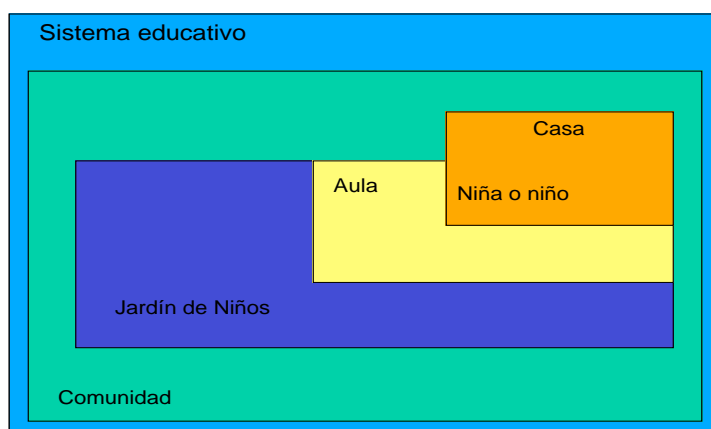 Sistema educativo
Casa
Aula
Niña o niño
Jardín de Niños
Comunidad